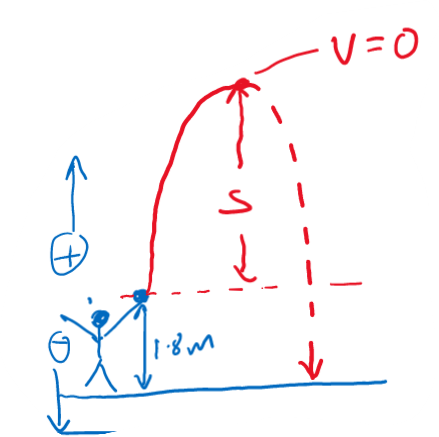 V = 0
S
+
1.8m
-